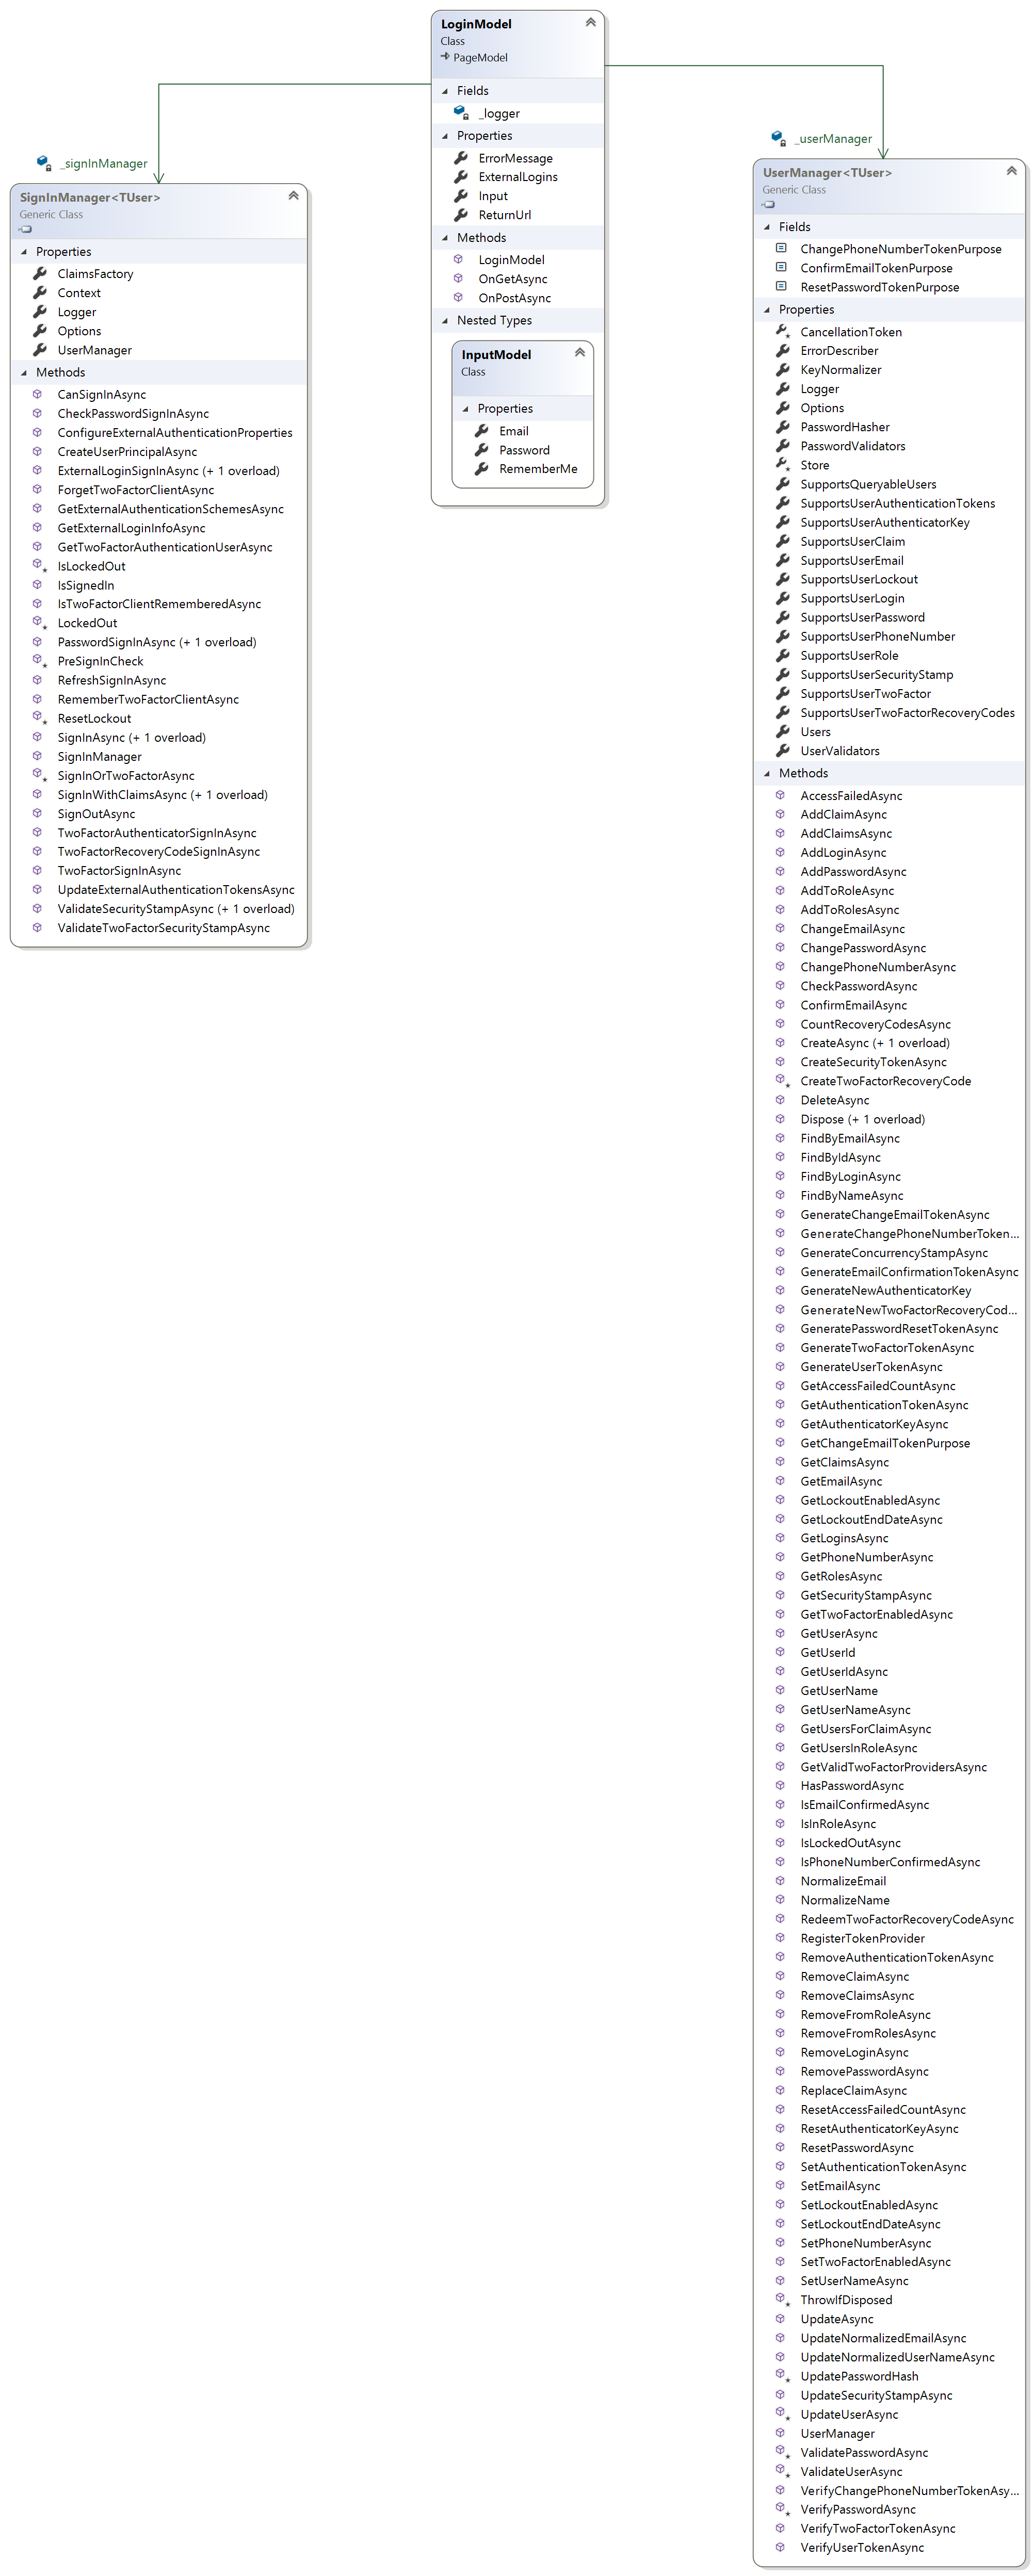 LoginModel
Class
PageModel
Fields
_logger
Properties
ErrorMessage
ExternalLogins
Input
ReturnUrl
Methods
LoginModel
OnGetAsync
OnPostAsync
Nested Types
InputModel
Class
Properties
Email
Password
RememberMe
_signInManager
SignInManager<TUser>
Generic Class
Properties
ClaimsFactory
Context
Logger
Options
UserManager
Methods
CanSignInAsync
CheckPasswordSignInAsync
ConfigureExternalAuthenticationProperties
CreateUserPrincipalAsync
ExternalLoginSignInAsync (+ 1 overload)
ForgetTwoFactorClientAsync
GetExternalAuthenticationSchemesAsync
GetExternalLoginInfoAsync
GetTwoFactorAuthenticationUserAsync
IsLockedOut
IsSignedIn
IsTwoFactorClientRememberedAsync
LockedOut
PasswordSignInAsync (+ 1 overload)
PreSignInCheck
RefreshSignInAsync
RememberTwoFactorClientAsync
ResetLockout
SignInAsync (+ 1 overload)
SignInManager
SignInOrTwoFactorAsync
SignInWithClaimsAsync (+ 1 overload)
SignOutAsync
TwoFactorAuthenticatorSignInAsync
TwoFactorRecoveryCodeSignInAsync
TwoFactorSignInAsync
UpdateExternalAuthenticationTokensAsync
ValidateSecurityStampAsync (+ 1 overload)
ValidateTwoFactorSecurityStampAsync
_userManager
UserManager<TUser>
Generic Class
Fields
ChangePhoneNumberTokenPurpose
ConfirmEmailTokenPurpose
ResetPasswordTokenPurpose
Properties
CancellationToken
ErrorDescriber
KeyNormalizer
Logger
Options
PasswordHasher
PasswordValidators
Store
SupportsQueryableUsers
SupportsUserAuthenticationTokens
SupportsUserAuthenticatorKey
SupportsUserClaim
SupportsUserEmail
SupportsUserLockout
SupportsUserLogin
SupportsUserPassword
SupportsUserPhoneNumber
SupportsUserRole
SupportsUserSecurityStamp
SupportsUserTwoFactor
SupportsUserTwoFactorRecoveryCodes
Users
UserValidators
Methods
AccessFailedAsync
AddClaimAsync
AddClaimsAsync
AddLoginAsync
AddPasswordAsync
AddToRoleAsync
AddToRolesAsync
ChangeEmailAsync
ChangePasswordAsync
ChangePhoneNumberAsync
CheckPasswordAsync
ConfirmEmailAsync
CountRecoveryCodesAsync
CreateAsync (+ 1 overload)
CreateSecurityTokenAsync
CreateTwoFactorRecoveryCode
DeleteAsync
Dispose (+ 1 overload)
FindByEmailAsync
FindByIdAsync
FindByLoginAsync
FindByNameAsync
GenerateChangeEmailTokenAsync
GenerateChangePhoneNumberToken...
GenerateConcurrencyStampAsync
GenerateEmailConfirmationTokenAsync
GenerateNewAuthenticatorKey
GenerateNewTwoFactorRecoveryCod...
GeneratePasswordResetTokenAsync
GenerateTwoFactorTokenAsync
GenerateUserTokenAsync
GetAccessFailedCountAsync
GetAuthenticationTokenAsync
GetAuthenticatorKeyAsync
GetChangeEmailTokenPurpose
GetClaimsAsync
GetEmailAsync
GetLockoutEnabledAsync
GetLockoutEndDateAsync
GetLoginsAsync
GetPhoneNumberAsync
GetRolesAsync
GetSecurityStampAsync
GetTwoFactorEnabledAsync
GetUserAsync
GetUserId
GetUserIdAsync
GetUserName
GetUserNameAsync
GetUsersForClaimAsync
GetUsersInRoleAsync
GetValidTwoFactorProvidersAsync
HasPasswordAsync
IsEmailConfirmedAsync
IsInRoleAsync
IsLockedOutAsync
IsPhoneNumberConfirmedAsync
NormalizeEmail
NormalizeName
RedeemTwoFactorRecoveryCodeAsync
RegisterTokenProvider
RemoveAuthenticationTokenAsync
RemoveClaimAsync
RemoveClaimsAsync
RemoveFromRoleAsync
RemoveFromRolesAsync
RemoveLoginAsync
RemovePasswordAsync
ReplaceClaimAsync
ResetAccessFailedCountAsync
ResetAuthenticatorKeyAsync
ResetPasswordAsync
SetAuthenticationTokenAsync
SetEmailAsync
SetLockoutEnabledAsync
SetLockoutEndDateAsync
SetPhoneNumberAsync
SetTwoFactorEnabledAsync
SetUserNameAsync
ThrowIfDisposed
UpdateAsync
UpdateNormalizedEmailAsync
UpdateNormalizedUserNameAsync
UpdatePasswordHash
UpdateSecurityStampAsync
UpdateUserAsync
UserManager
ValidatePasswordAsync
ValidateUserAsync
VerifyChangePhoneNumberTokenAsy...
VerifyPasswordAsync
VerifyTwoFactorTokenAsync
VerifyUserTokenAsync